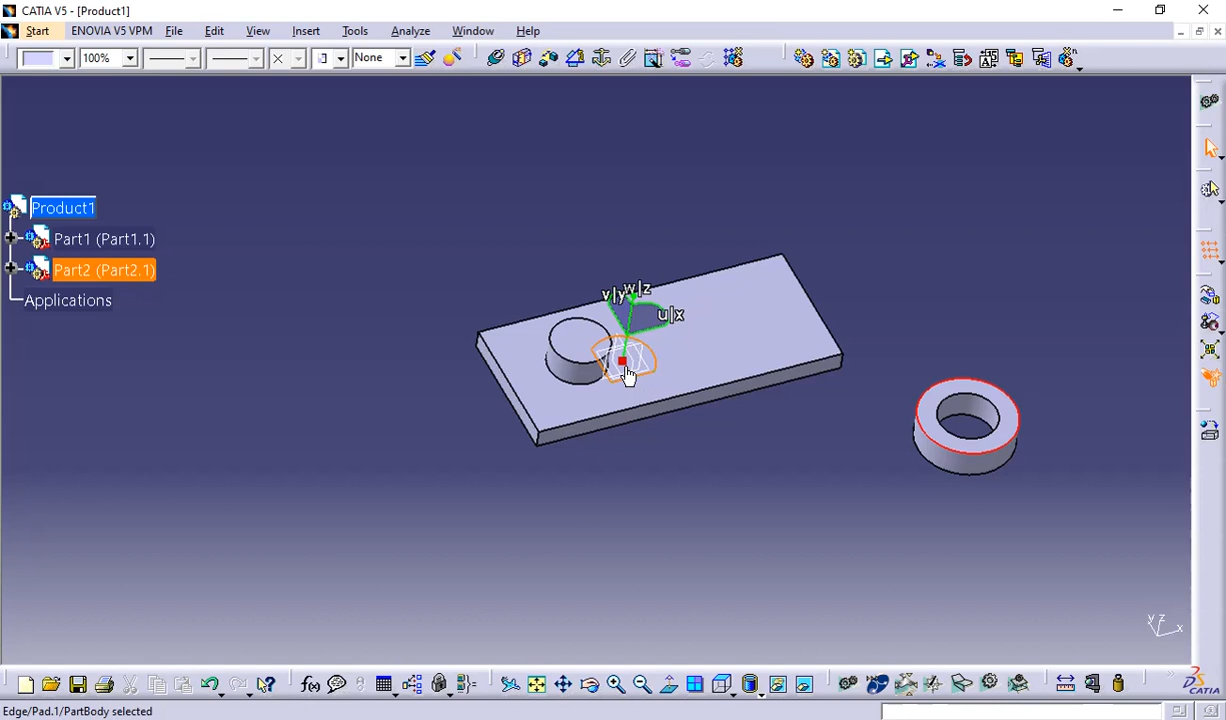 CATIA V5 - [Product1]
Start ENOVIA V5 VPM File Edit View Insert Tools Analyze Window Help
100% None
Product1
Part1 (Part1.1)
Part2 (Part2.1)
Applications
v|y w|z
u|x
y z
x
f(x)
CATIA
Edge/Pad.1/PartBody selected